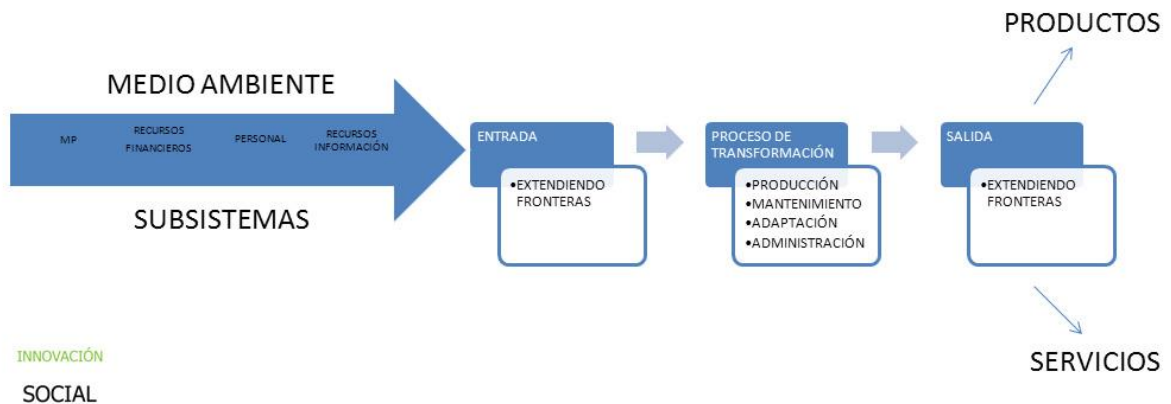 PRODUCTOS
MEDIO AMBIENTE
MP
RECURSOS
FINANCIEROS
PERSONAL
RECURSOS
INFORMACIÓN
SUBSISTEMAS
ENTRADA
•EXTENDIENDO
FRONTERAS
PROCESO DE
TRANSFORMACIÓN
•PRODUCCIÓN
•MANTENIMIENTO
•ADAPTACIÓN
•ADMINISTRACIÓN
SALIDA
•EXTENDIENDO
FRONTERAS
SERVICIOS
INNOVACIÓN
SOCIAL